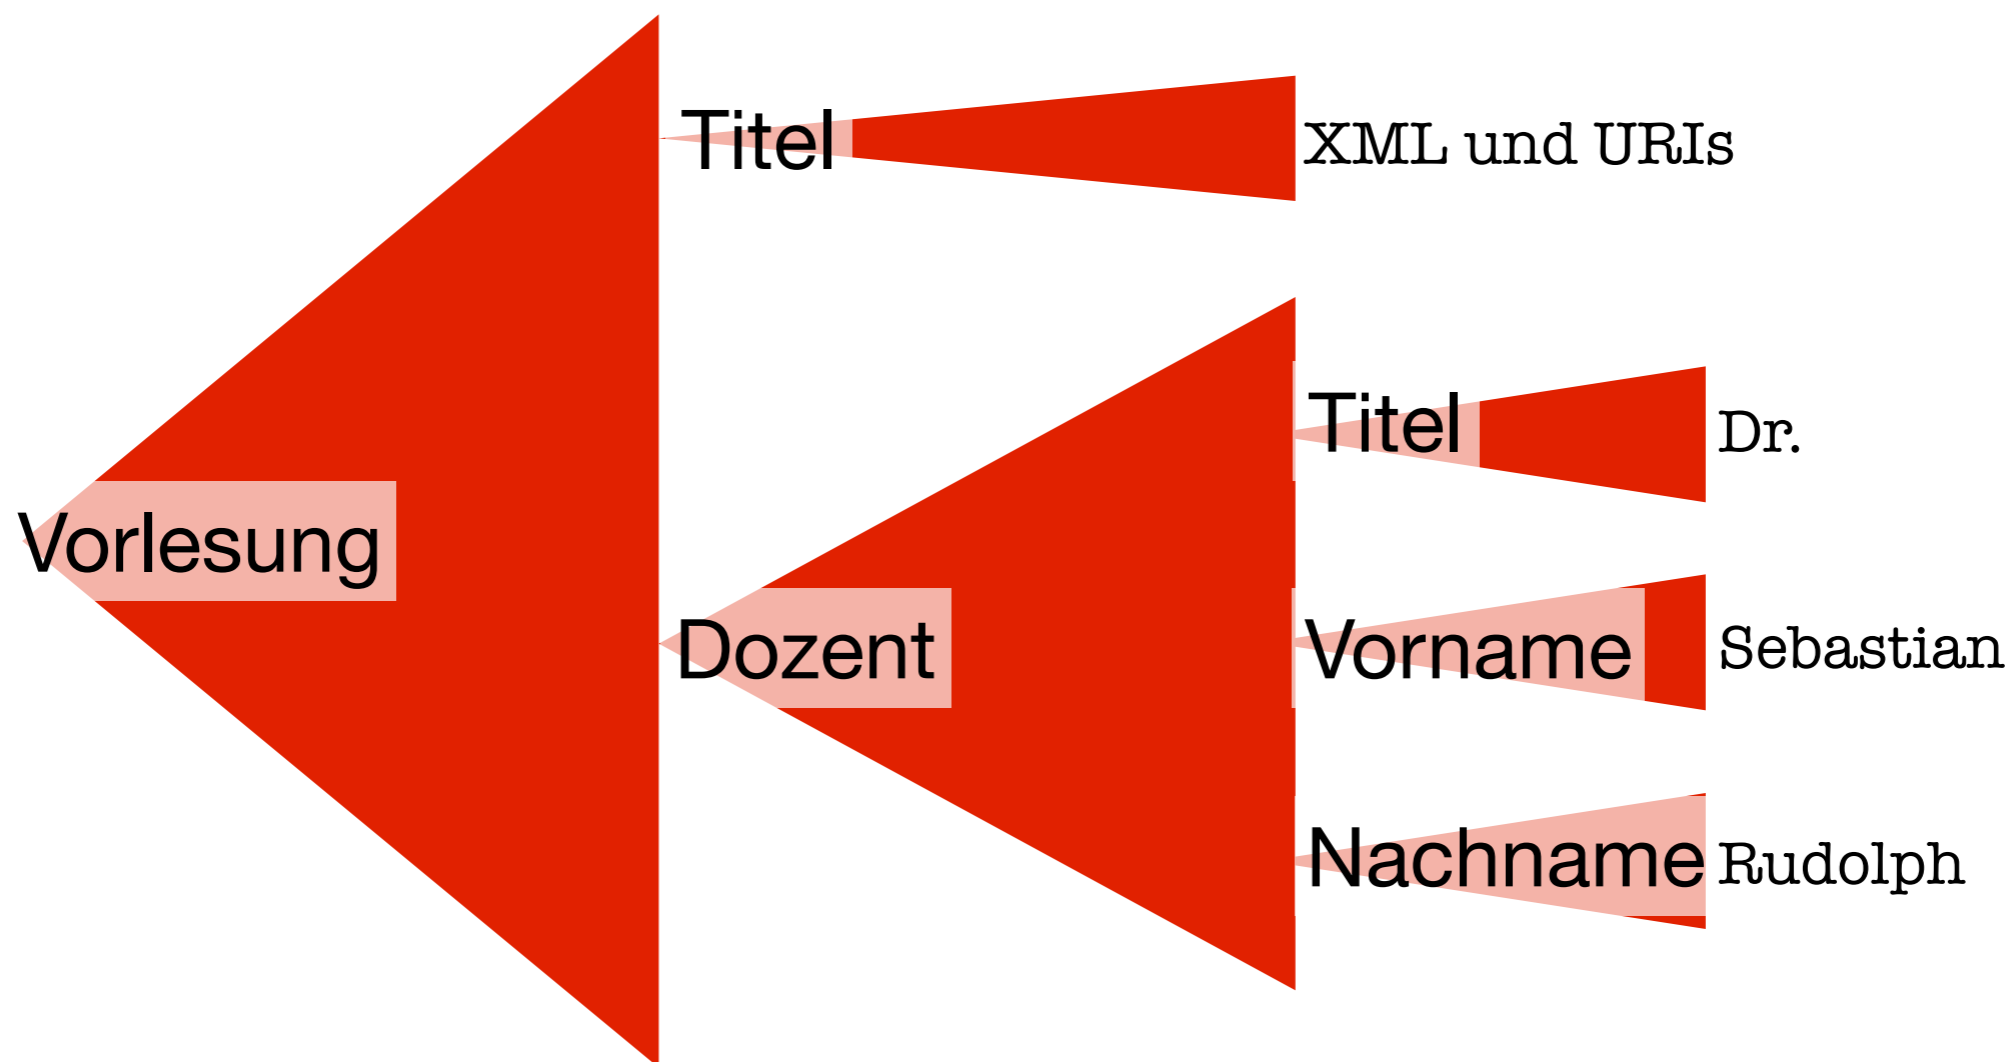 Vorlesung
Titel
XML und URIs
Dozent
Titel
Dr.
Vorname
Sebastian
Nachname
Rudolph